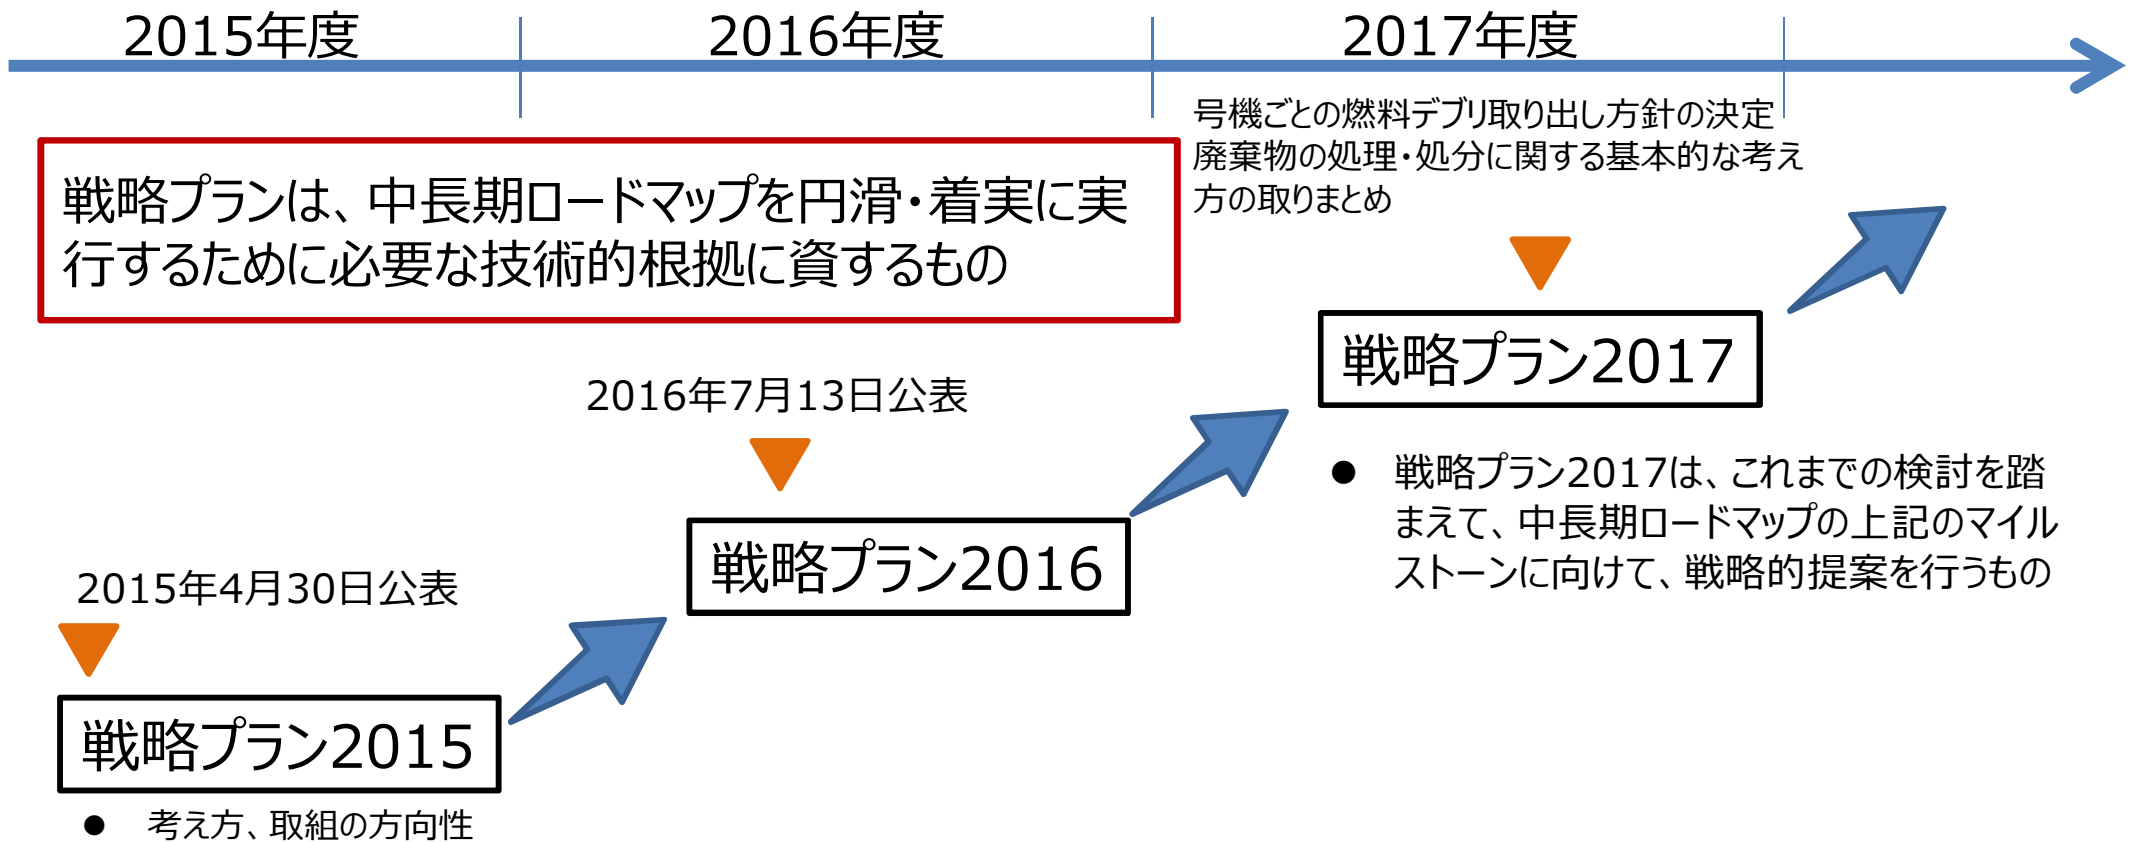 2015年度
2016年度
2017年度
号機ごとの燃料デブリ取り出し方針の決定
廃棄物の処理・処分に関する基本的な考え
方の取りまとめ
戦略プランは、中長期ロードマップを円滑・着実に実
行するために必要な技術的根拠に資するもの
戦略プラン2017
2016年7月13日公表
● 戦略プラン2017は、これまでの検討を踏
まえて、中長期ロードマップの上記のマイル
ストーンに向けて、戦略的提案を行うもの
戦略プラン2016
2015年4月30日公表
戦略プラン2015
● 考え方、取組の方向性